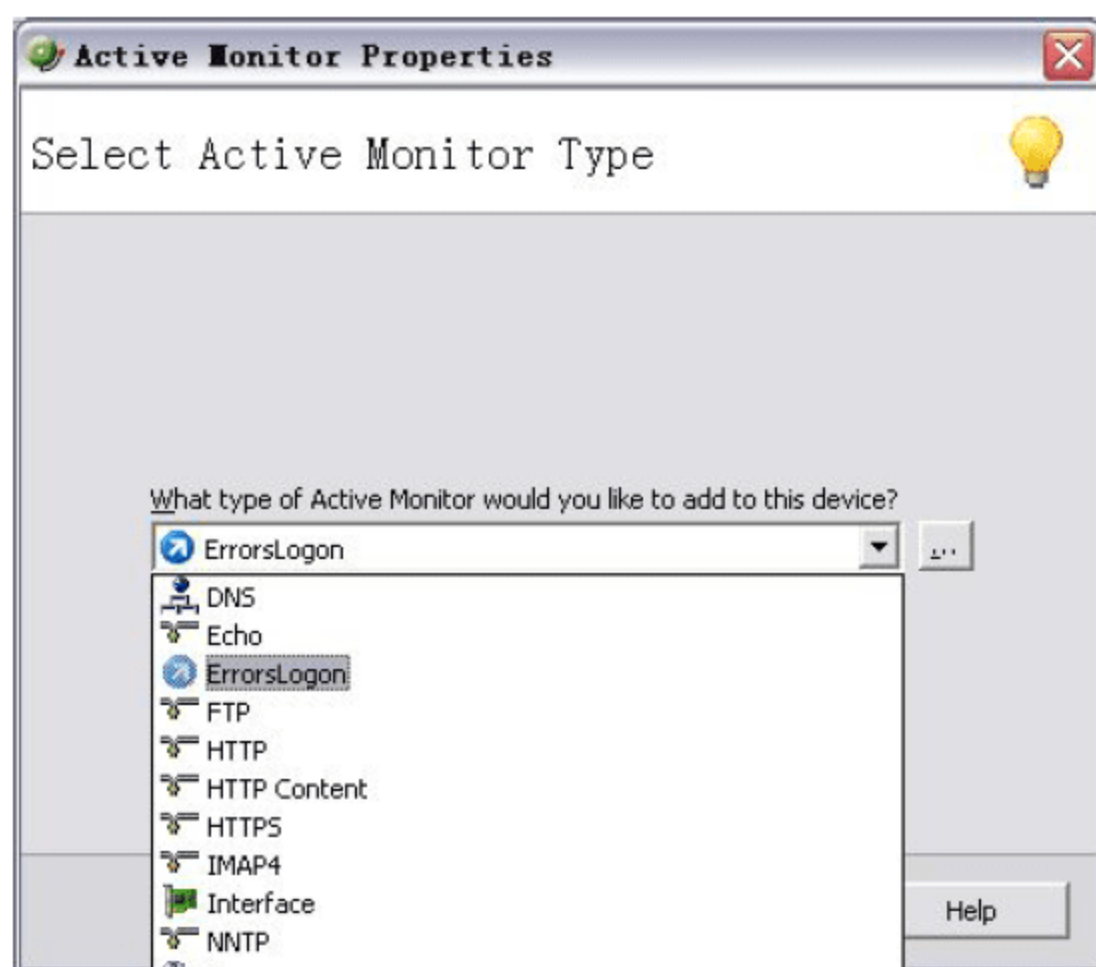 Active Monitor Properties
Select Active Monitor Type
What type of Active Monitor would you like to add to this device?
ErrorsLogon
...
DNS
Echo
ErrorsLogon
FTP
HTTP
HTTP Content
HTTPS
IMAP4
Interface
Help
NNTP